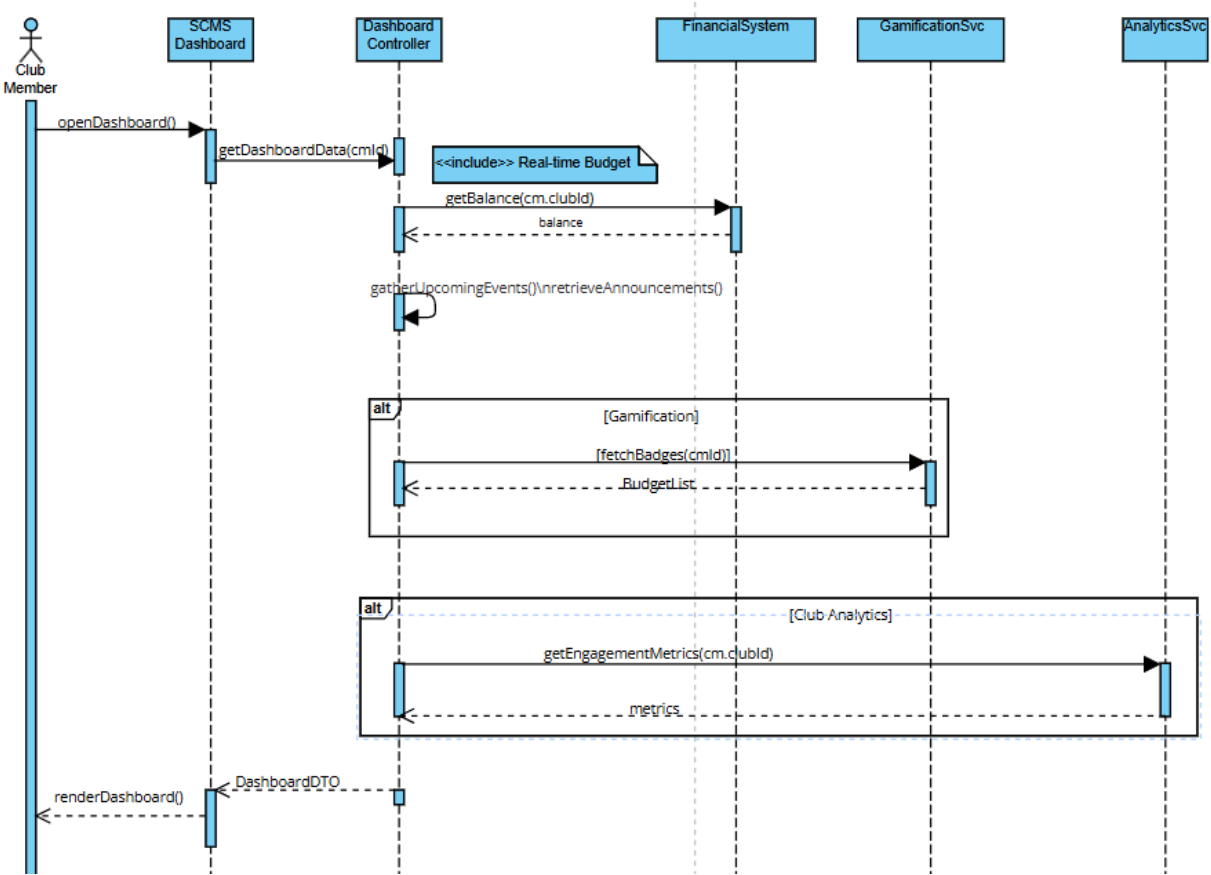 SCMS
Dashboard
Dashboard
Controller
FinancialSystem
GamificationSvc
AnalyticsSvc
Club
Member
openDashboard()
getDashboardData(cmId)
<<include>> Real-time Budget
getBalance(cm.clubId)
balance
gatherUpcomingEvents()\nretrieveAnnouncements()
alt
[Gamification]
[fetchBadges(cmId)]
BudgetList
alt
[Club Analytics]
getEngagementMetrics(cm.clubId)
metrics
DashboardDTO
renderDashboard()